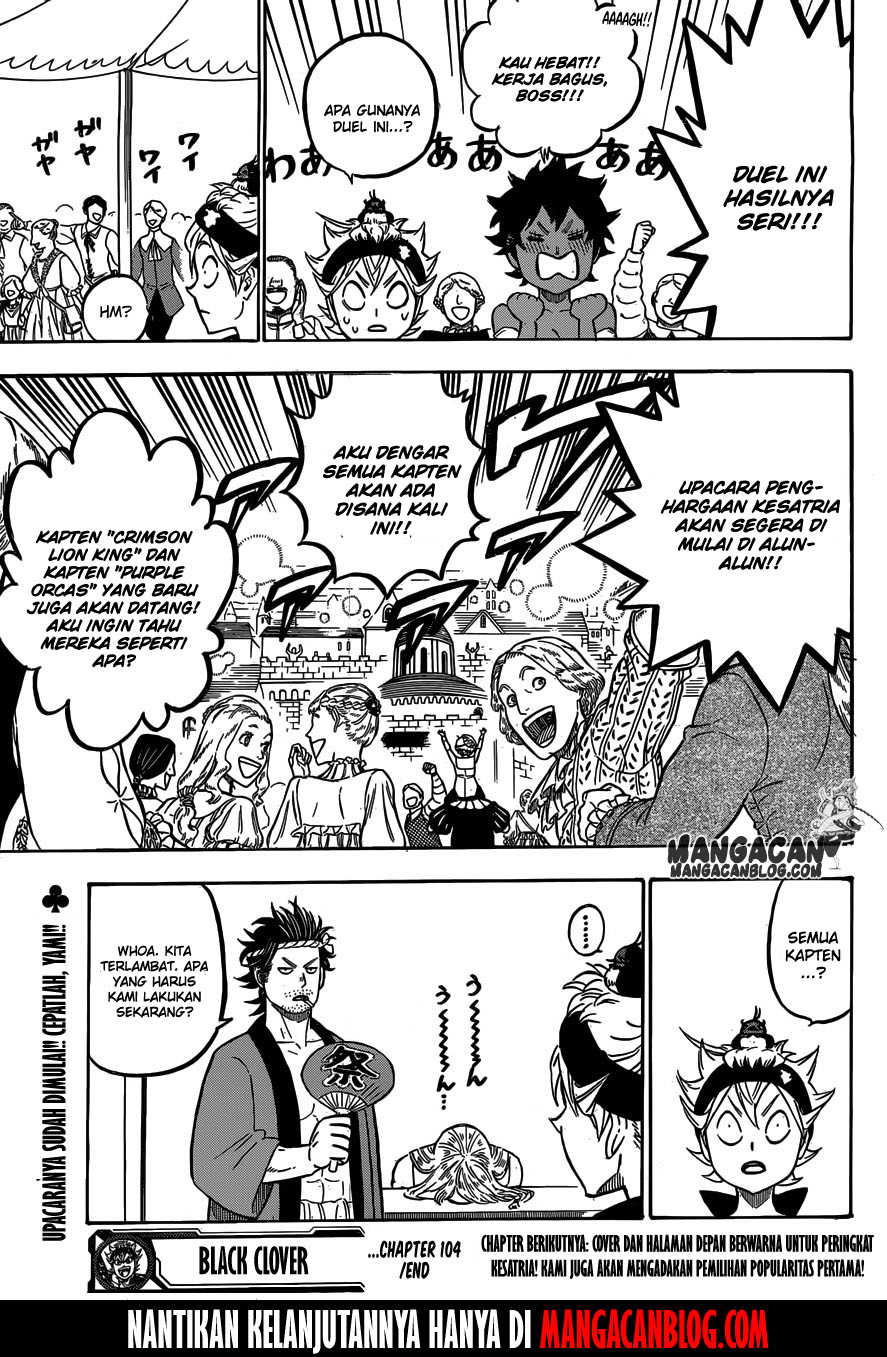 DUEL INI
HASILNYA
SERI!!!
AAAAGH!!
KAU HEBAT!!
KERJA BAGUS,
BOSS!!!
APA GUNANYA
DUEL INI...?
わあ
ああ
ああ
ワイ
ワイ
ガヤ
ガヤ
HM?
UPACARA PENG-
HARGAAN KESATRIA
AKAN SEGERA DI
MULAI DI ALUN-
ALUN!!
AKU DENGAR
SEMUA KAPTEN
AKAN ADA
DISANA KALI
INI!!
KAPTEN "CRIMSON
LION KING" DAN
KAPTEN "PURPLE
ORCAS" YANG BARU
JUGA AKAN DATANG!
AKU INGIN TAHU
MEREKA SEPERTI
APA?
MANGACAN
MANGACANBLOG.COM
SEMUA
KAPTEN
...?
......
う〜〜〜ん
う〜〜〜ん…
WHOA. KITA
TERLAMBAT. APA
YANG HARUS
KAMI LAKUKAN
SEKARANG?
祭
UPACARANYA SUDAH DIMULAI!! CEPATLAH, YAMI!!
BLACK CLOVER
...CHAPTER 104
/END
CHAPTER BERIKUTNYA: COVER DAN HALAMAN DEPAN BERWARNA UNTUK PERINGKAT
KESATRIA! KAMI JUGA AKAN MENGADAKAN PEMILIHAN POPULARITAS PERTAMA!
NANTIKAN KELANJUTANNYA HANYA DI MANGACANBLOG.COM